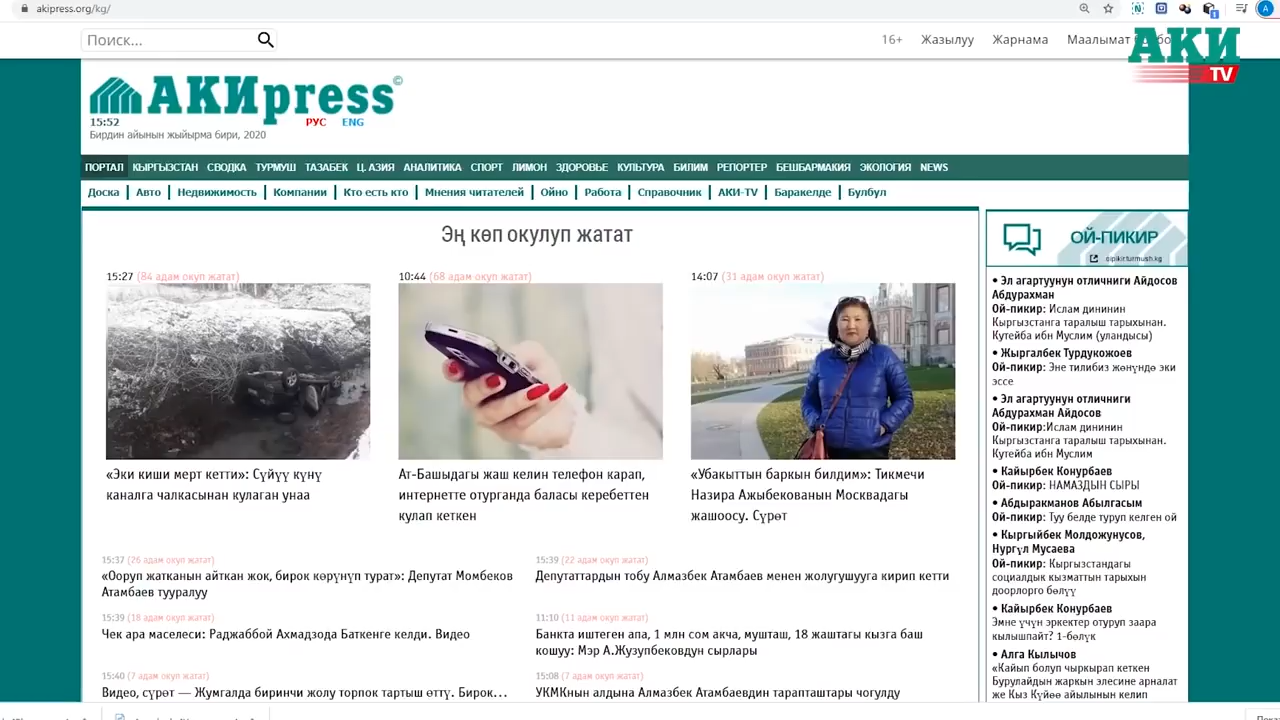 akipress.org/kg/
Поиск...
16+ Жазылуу Жарнама Маалымат
АКИ
TV
АКИpress©
15:52
РУС ENG
Бирдин айынын жыйырма бири, 2020
ПОРТАЛ КЫРГЫЗСТАН СВОДКА ТУРМУШ ТАЗАБЕК Ц. АЗИЯ АНАЛИТИКА СПОРТ ЛИМОН ЗДОРОВЬЕ КУЛЬТУРА БИЛИМ РЕПОРТЕР БЕШБАРМАКИЯ ЭКОЛОГИЯ NEWS
Доска Авто Недвижимость Компании Кто есть кто Мнения читателей Ойно Работа Справочник АКИ-TV Баракелде Булбул
Эң көп окулуп жатат
15:27 (84 адам окуп жатат)
«Эки киши мерт кетти»: Сүйүү күнү
каналга чалкасынан кулаган унаа
10:44 (68 адам окуп жатат)
Ат-Башыдагы жаш келин телефон карап,
интернетте отурганда баласы керебеттен
кулап кеткен
14:07 (31 адам окуп жатат)
«Убакыттын баркын билдим»: Тикмечи
Назира Ажыбекованын Москвадагы
жашоосу. Сүрөт
15:37 (26 адам окуп жатат)
«Ооруп жатканын айткан жок, бирок көрүнүп турат»: Депутат Момбеков
Атамбаев тууралуу
15:39 (22 адам окуп жатат)
Депутаттардын тобу Алмазбек Атамбаев менен жолугушууга кирип кетти
15:39 (18 адам окуп жатат)
Чек ара маселеси: Раджаббой Ахмадзода Баткенге келди. Видео
11:10 (11 адам окуп жатат)
Банкта иштеген апа, 1 млн сом акча, мушташ, 18 жаштагы кызга баш
кошуу: Мэр А.Жузупбековдун сырлары
15:40 (7 адам окуп жатат)
Видео, сүрөт — Жумгалда биринчи жолу торпок тартыш өттү. Бирок...
15:08 (7 адам окуп жатат)
УКМКнын алдына Алмазбек Атамбаевдин тарапташтары чогулду
ОЙ-ПИКИР
oipikir.turmush.kg
• Эл агартуунун отличниги Айдосов
Абдурахман
Ой-пикир: Ислам дининин
Кыргызстанга таралыш тарыхынан.
Кутейба ибн Муслим (уландысы)
• Жыргалбек Турдукожоев
Ой-пикир: Эне тилибиз жөнүндө эки
эссе
• Эл агартуунун отличниги
Абдурахман Айдосов
Ой-пикир:Ислам дининин
Кыргызстанга таралыш тарыхынан.
Кутейба ибн Муслим
• Кайырбек Конурбаев
Ой-пикир: НАМАЗДЫН СЫРЫ
• Абдыракманов Абылгасым
Ой-пикир: Туу белде туруп келген ой
• Кыргыйбек Молдожунусов,
Нургүл Мусаева
Ой-пикир: Кыргызстандагы
социалдык кызматтын тарыхын
доорлорго бөлүү
• Кайырбек Конурбаев
Эмне үчүн эркектер отуруп заара
кылышпайт? 1-бөлүк
• Алга Кылычов
«Кайып болуп чыркырап кеткен
Бурулайдын жаркын элесине арналат
же Кыз Күйөө айылынын келип